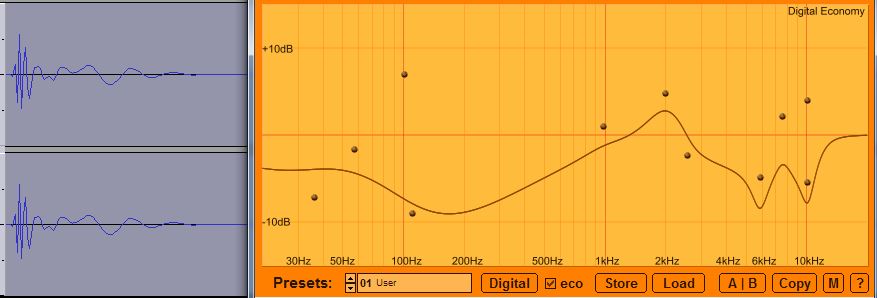 Digital Economy
+10dB
-10dB
30Hz 50Hz 100Hz 200Hz 500Hz 1kHz 2kHz 4kHz 6kHz 10kHz
Presets: 01 User Digital eco Store Load A | B Copy M ?